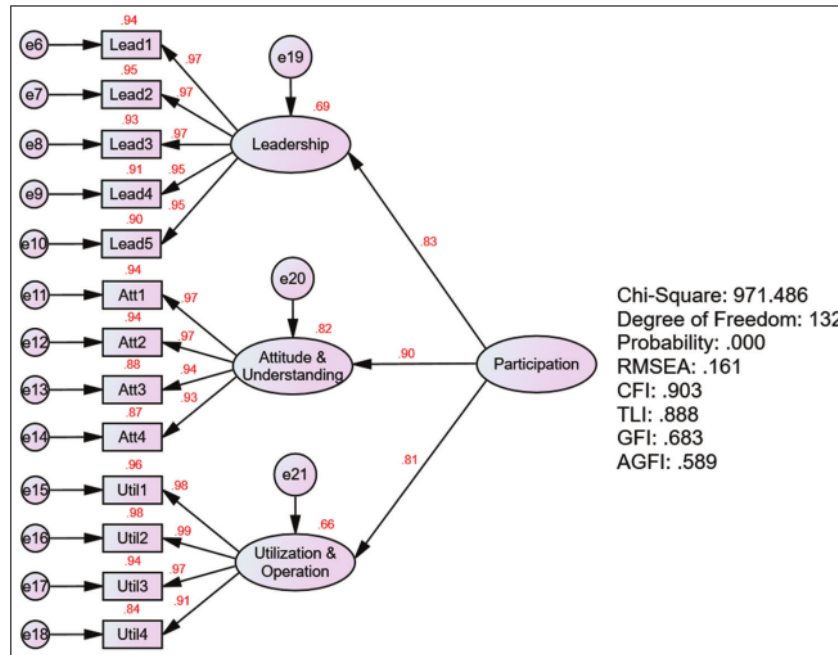 .94
e6 Lead1
.97
e19
.95
e7 Lead2
.97
.69
.93
e8 Lead3
.97
Leadership
.91
e9 Lead4
.95
.90
e10 Lead5
.95
.83
.94
e11 Att1
.97
e20
.94
e12 Att2
.97
.82
.88
e13 Att3
.94
Attitude &
Understanding
.90
Participation
.87
e14 Att4
.93
.96
e15 Util1
.98
e21
.81
.98
e16 Util2
.99
.66
.94
e17 Util3
.97
Utilization &
Operation
.84
e18 Util4
.91
Chi-Square: 971.486
Degree of Freedom: 132
Probability: .000
RMSEA: .161
CFI: .903
TLI: .888
GFI: .683
AGFI: .589